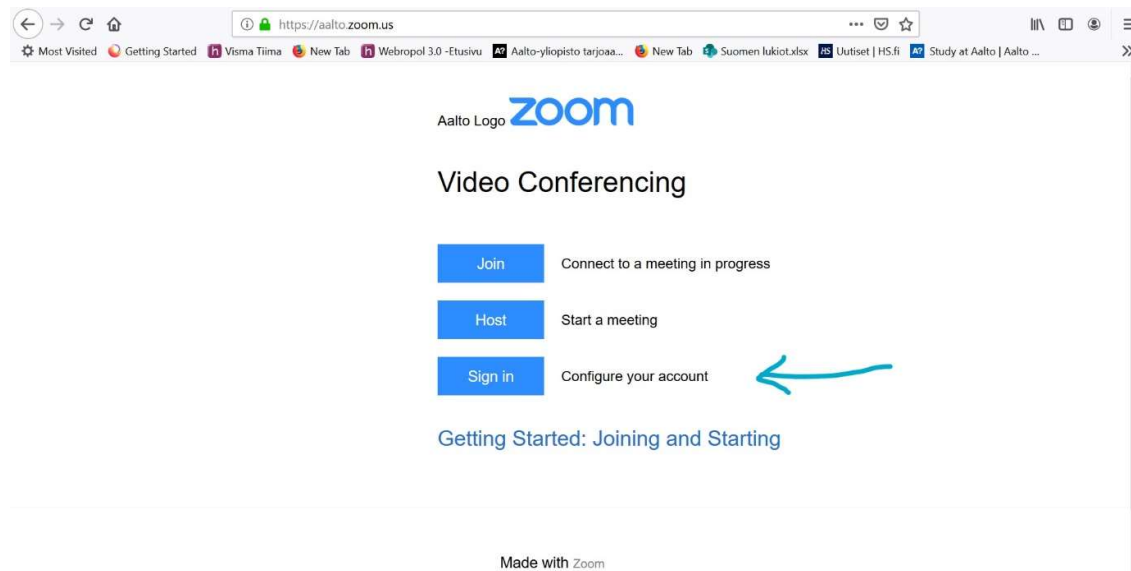 https://aalto.zoom.us
Most Visited Getting Started Visma Tiima New Tab Webropol 3.0 -Etusivu Aalto-yliopisto tarjoaa... New Tab Suomen lukiot.xlsx Uutiset | HS.fi Study at Aalto | Aalto ...
Aalto Logo zoom
Video Conferencing
Join Connect to a meeting in progress
Host Start a meeting
Sign in Configure your account
Getting Started: Joining and Starting
Made with Zoom